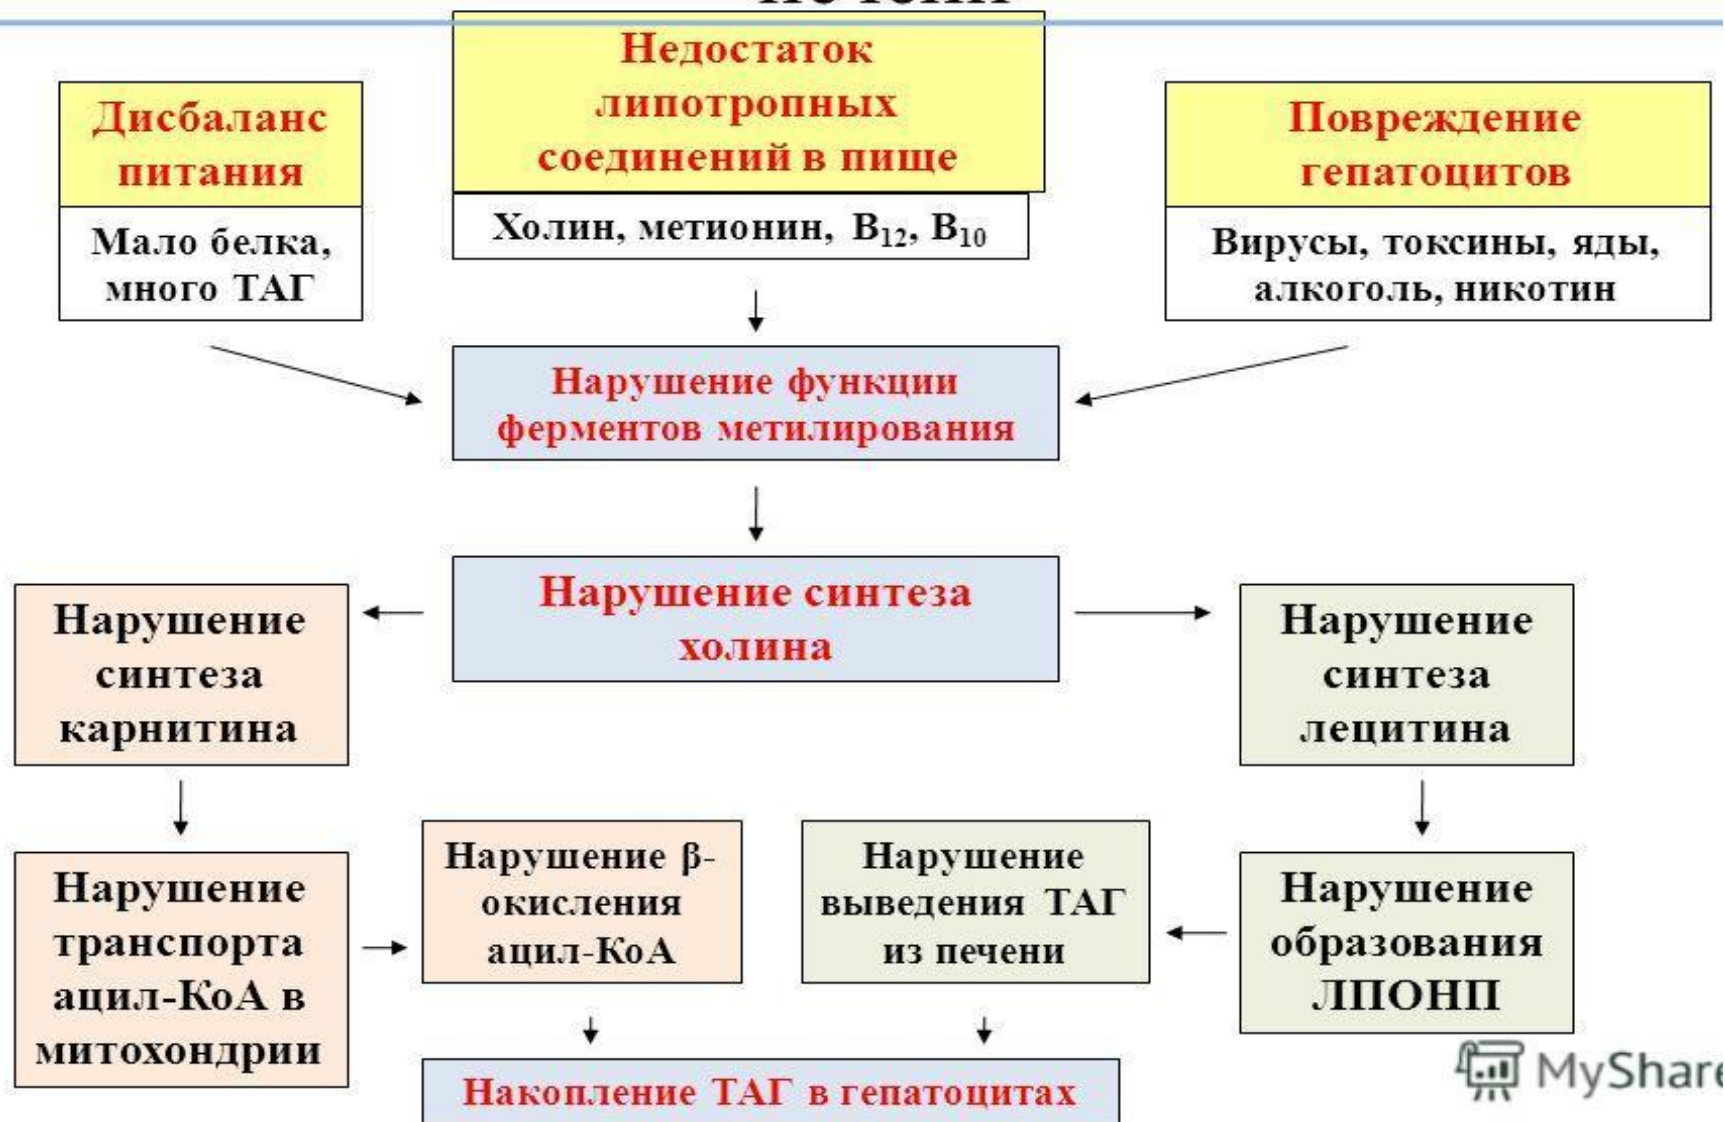 Недостаток
липотропных
соединений в пище
Холин, метионин, В₁₂, В₁₀
Дисбаланс
питания
Мало белка,
много ТАГ
Повреждение
гепатоцитов
Вирусы, токсины, яды,
алкоголь, никотин
Нарушение функции
ферментов метилирования
Нарушение синтеза
холина
Нарушение
синтеза
карнитина
Нарушение
синтеза
лецитина
Нарушение
транспорта
ацил-КоА в
митохондрии
Нарушение β-
окисления
ацил-КоА
Нарушение
выведения ТАГ
из печени
Нарушение
образования
ЛПОНП
Накопление ТАГ в гепатоцитах
MyShare